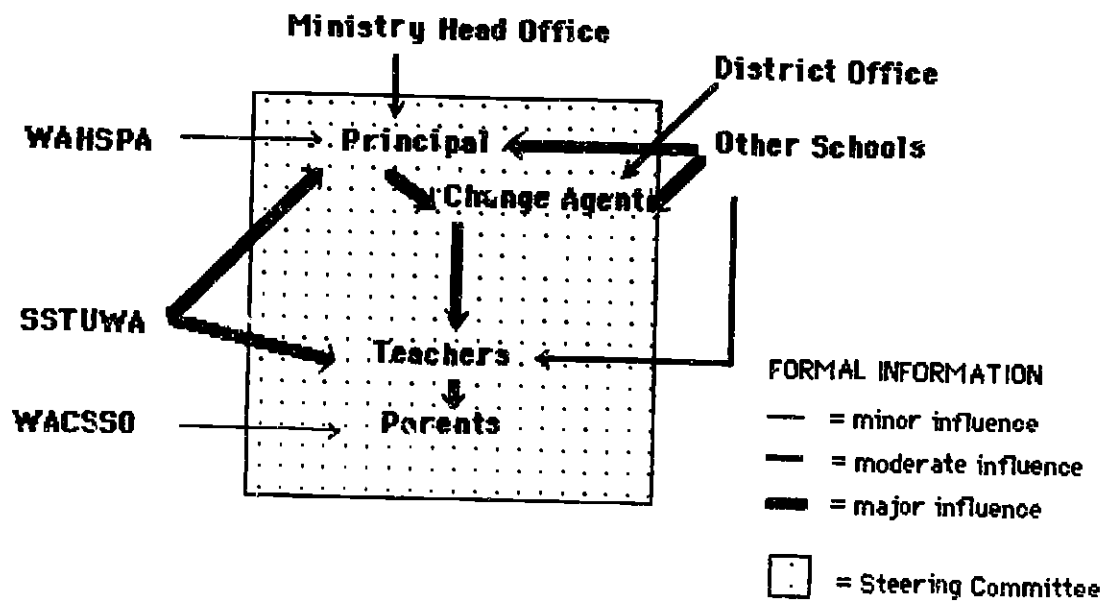 Ministry Head Office
District Office
WAHSPA
Principal
Other Schools
Change Agent
SSTUWA
Teachers
WACSSO
Parents
FORMAL INFORMATION
= minor influence
= moderate influence
= major influence
= Steering Committee